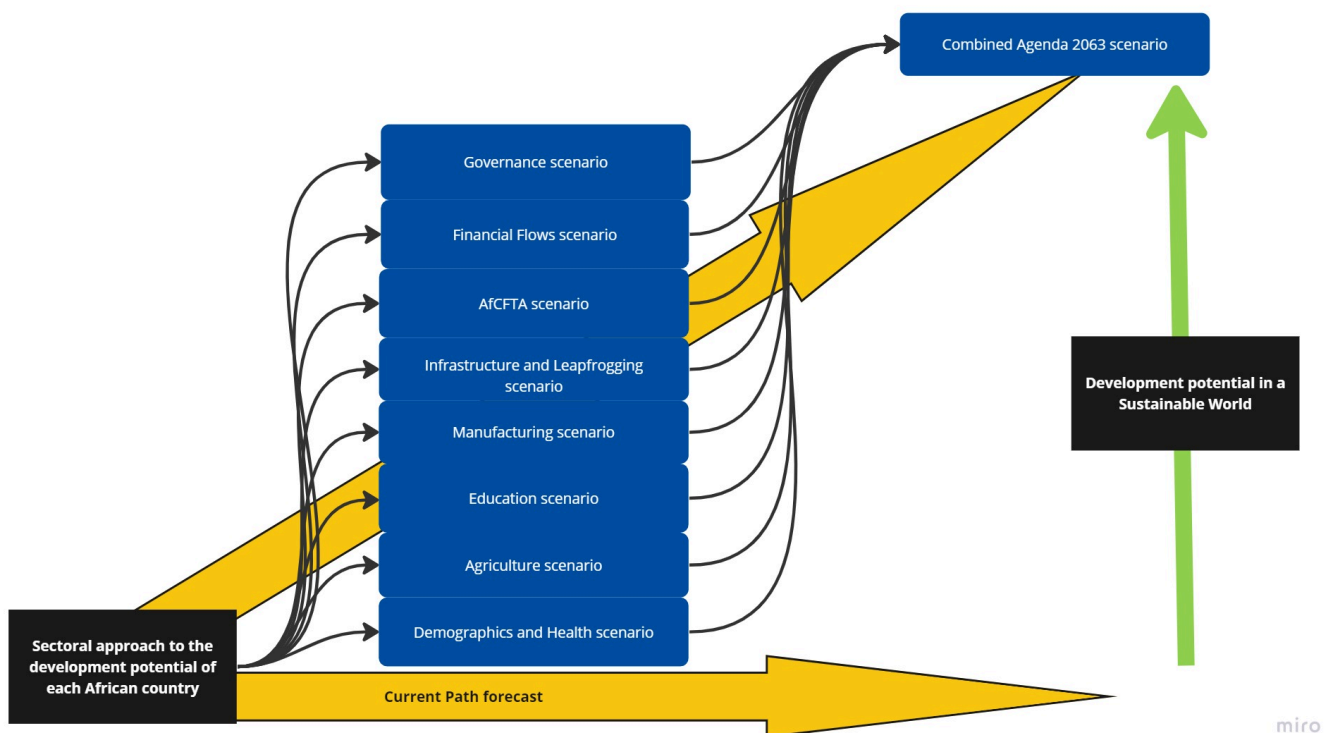 Combined Agenda 2063 scenario
Governance scenario
Financial Flows scenario
AfCFTA scenario
Infrastructure and Leapfrogging
scenario
Manufacturing scenario
Education scenario
Agriculture scenario
Demographics and Health scenario
Development potential in a
Sustainable World
Sectoral approach to the
development potential of
each African country
Current Path forecast
miro